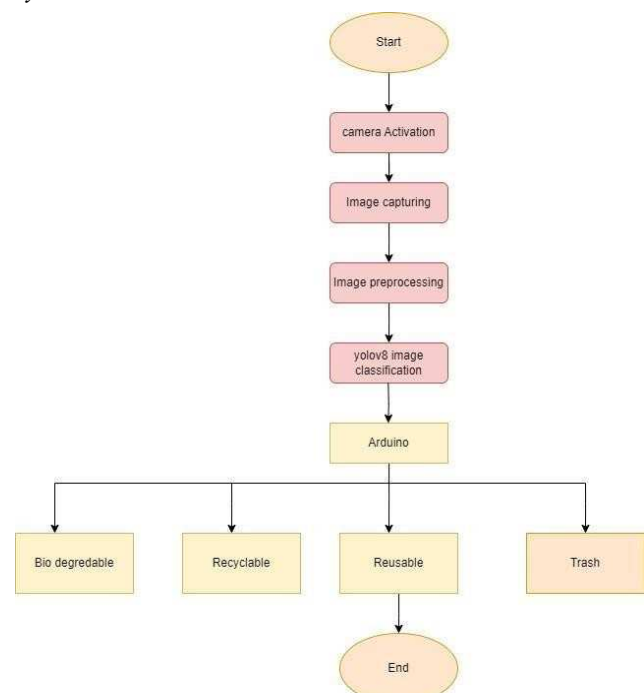 Start
camera Activation
Image capturing
Image preprocessing
yolov8 image
classification
Arduino
Bio degredable
Recyclable
Reusable
Trash
End